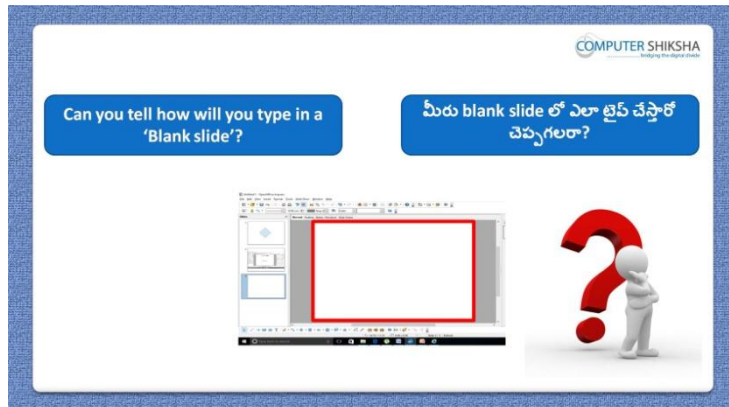 COMPUTER SHIKSHA
bridging the digital divide
Can you tell how will you type in a
‘Blank slide’?
మీరు blank slide లో ఎలా టైప్ చేస్తారో
చెప్పగలరా?